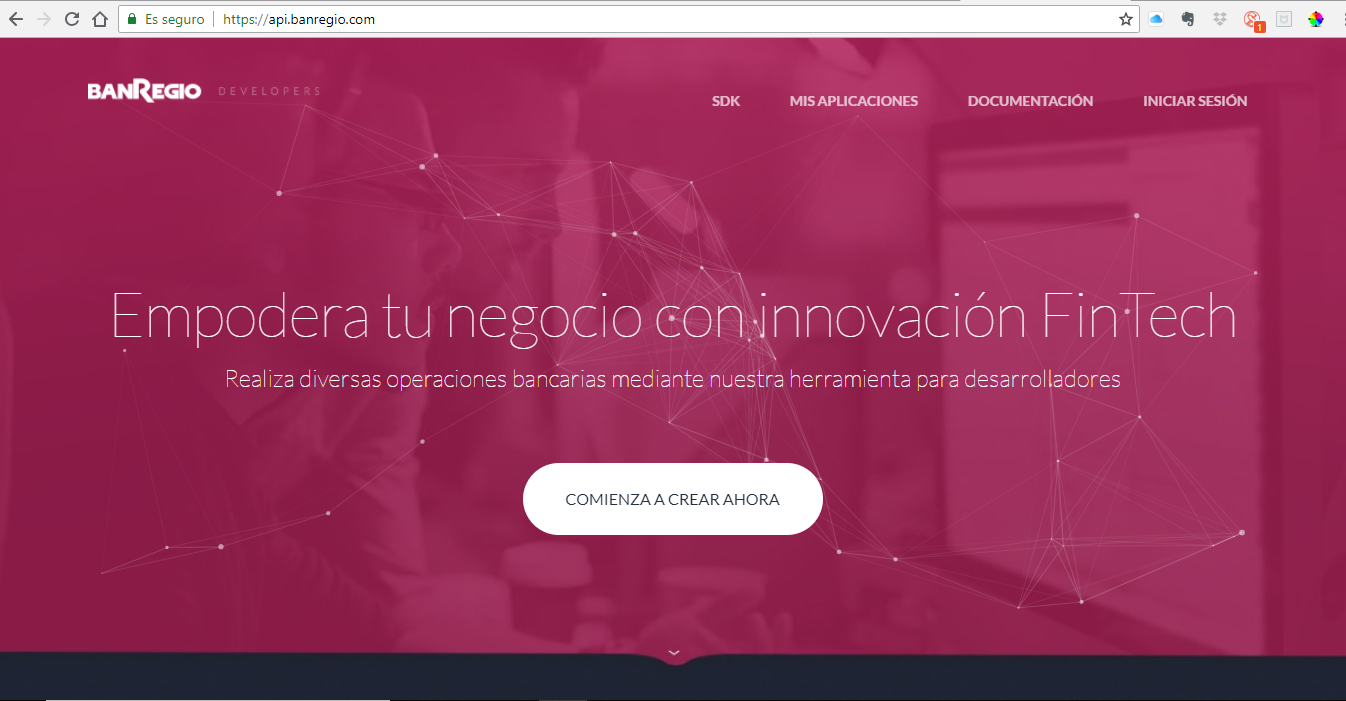 Es seguro https://api.banregio.com
1
BANREGIO DEVELOPERS
SDK MIS APLICACIONES DOCUMENTACIÓN INICIAR SESIÓN
Empodera tu negocio con innovación FinTech
Realiza diversas operaciones bancarias mediante nuestra herramienta para desarrolladores
COMIENZA A CREAR AHORA